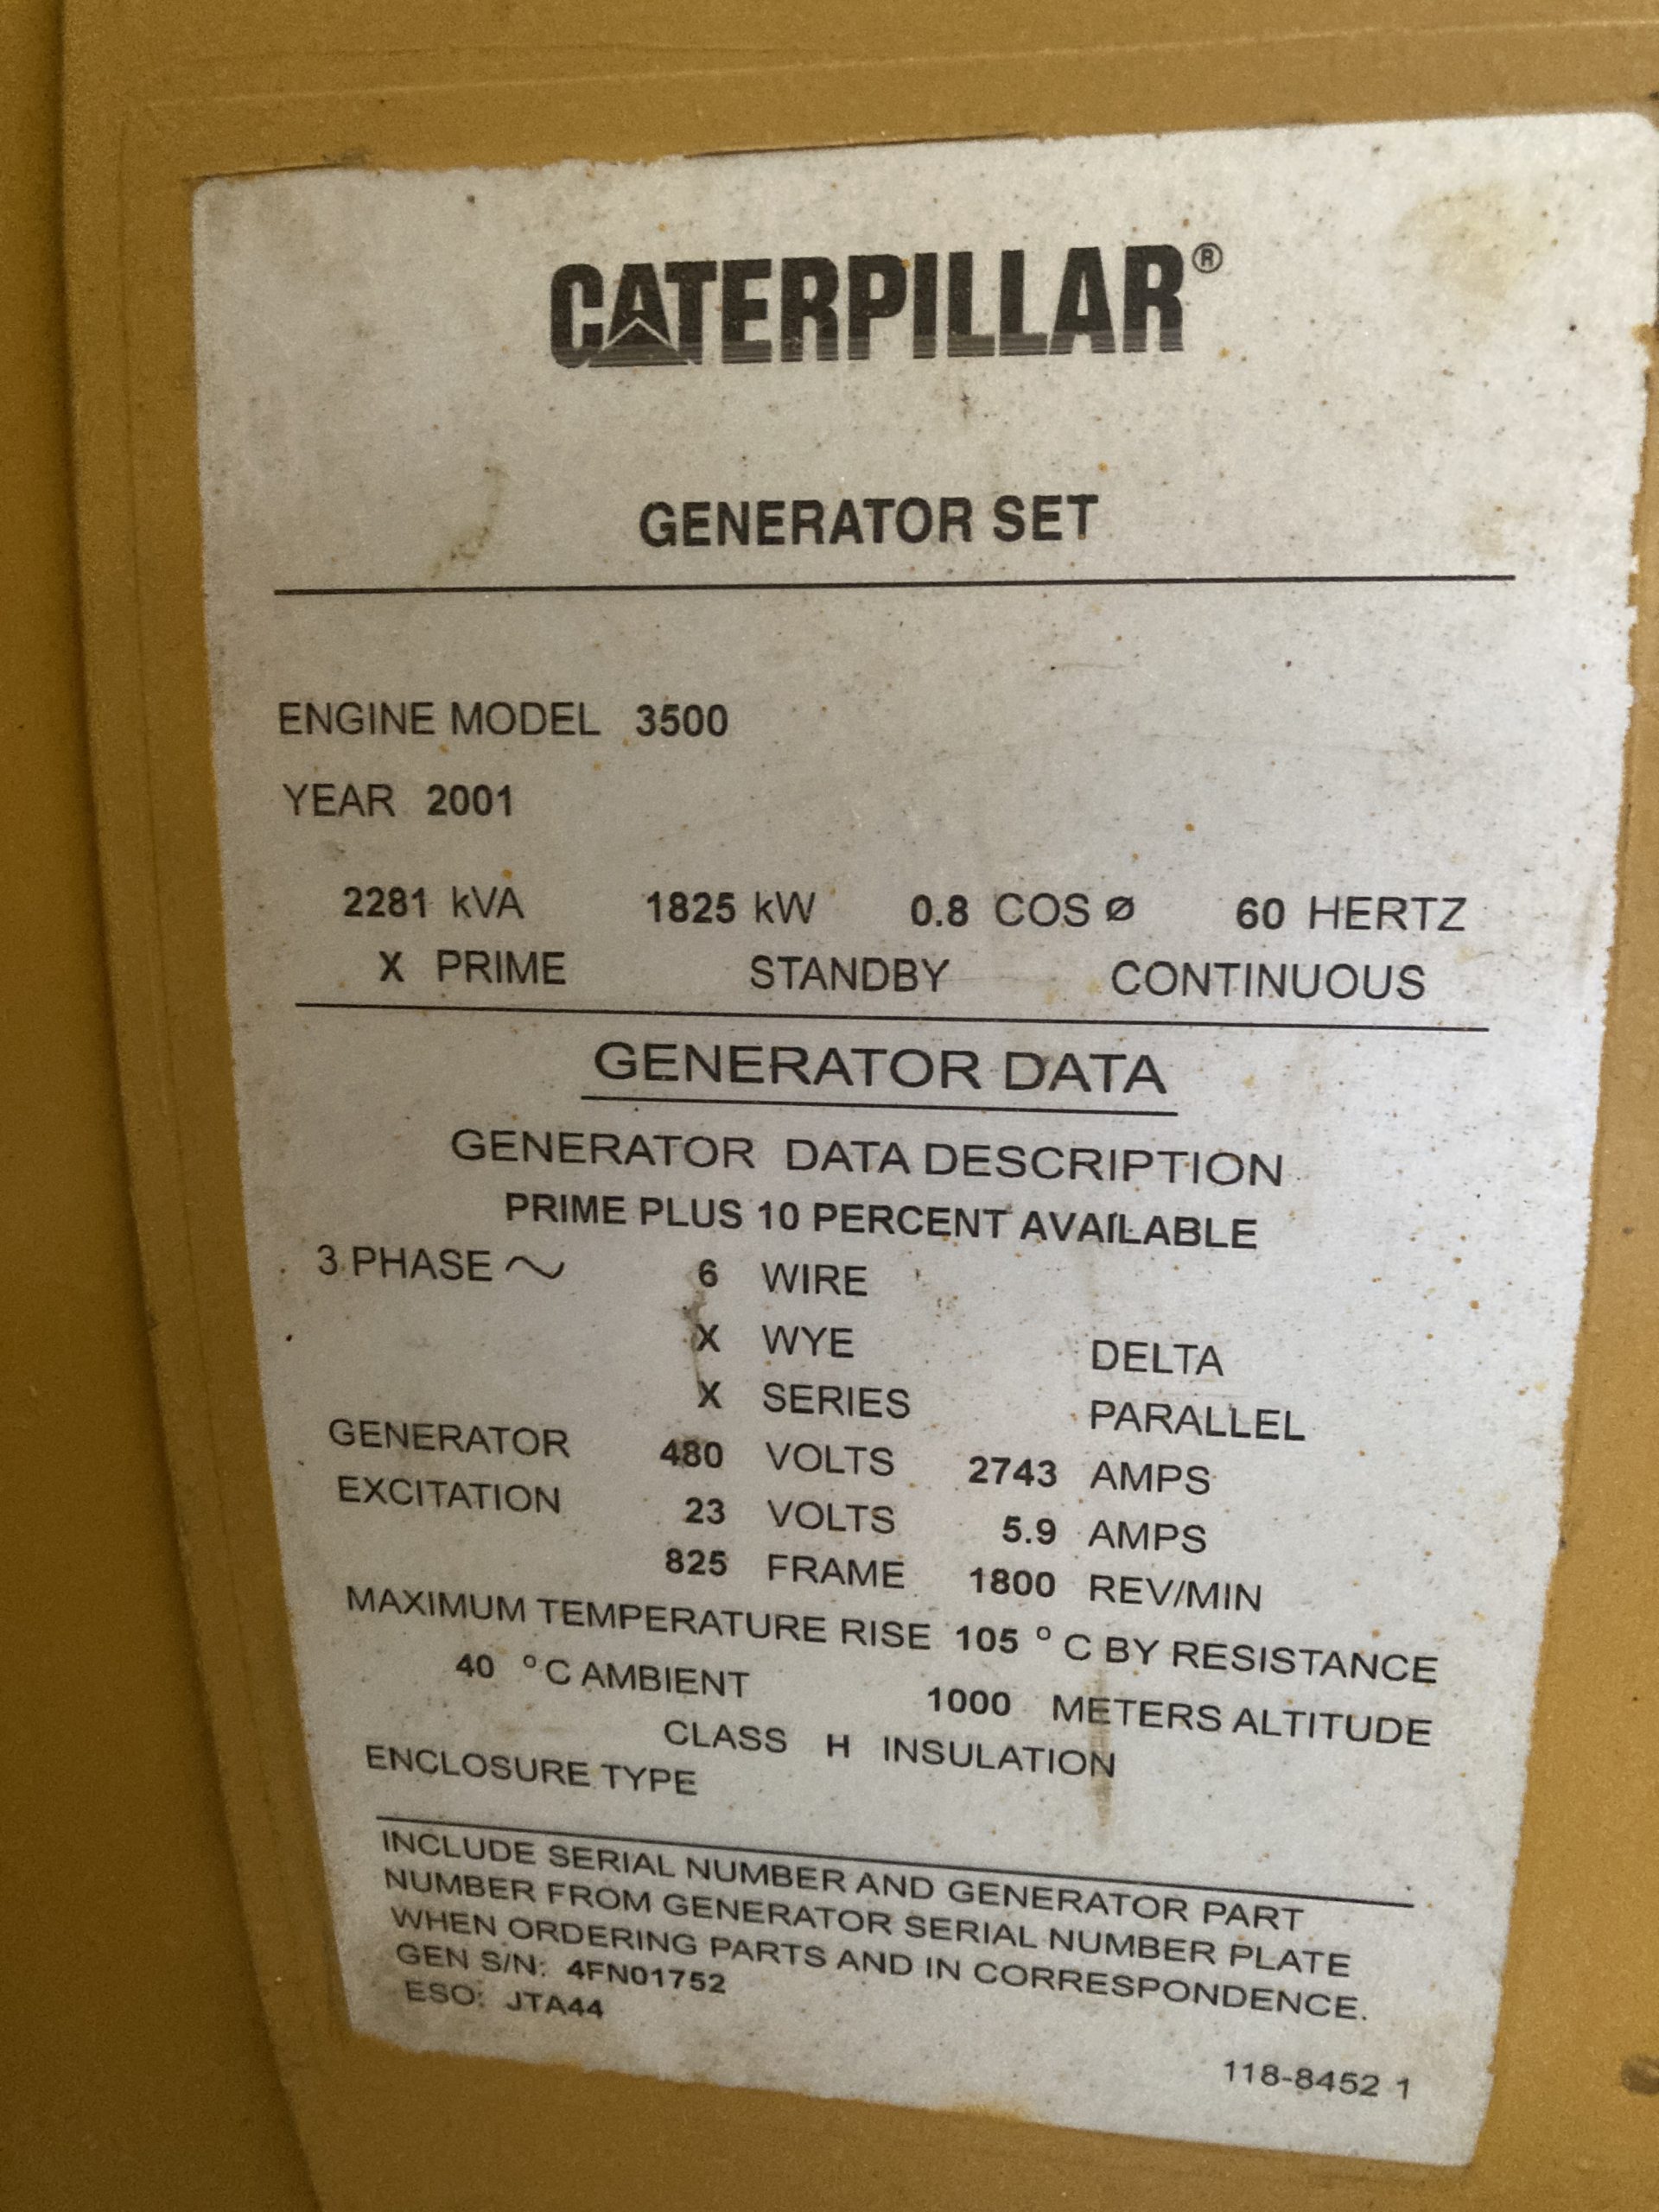 CATERPILLAR®
GENERATOR SET
ENGINE MODEL 3500
YEAR 2001
2281 kVA 1825 kW 0.8 COS ø 60 HERTZ
X PRIME STANDBY CONTINUOUS
GENERATOR DATA
GENERATOR DATA DESCRIPTION
PRIME PLUS 10 PERCENT AVAILABLE
3 PHASE ~ 6 WIRE
X WYE DELTA
X SERIES PARALLEL
GENERATOR 480 VOLTS 2743 AMPS
EXCITATION 23 VOLTS 5.9 AMPS
825 FRAME 1800 REV/MIN
MAXIMUM TEMPERATURE RISE 105 °C BY RESISTANCE
40 °C AMBIENT 1000 METERS ALTITUDE
CLASS H INSULATION
ENCLOSURE TYPE
INCLUDE SERIAL NUMBER AND GENERATOR PART
NUMBER FROM GENERATOR SERIAL NUMBER PLATE
WHEN ORDERING PARTS AND IN CORRESPONDENCE.
GEN S/N: 4FN01752
ESO: JTA44
118-8452 1